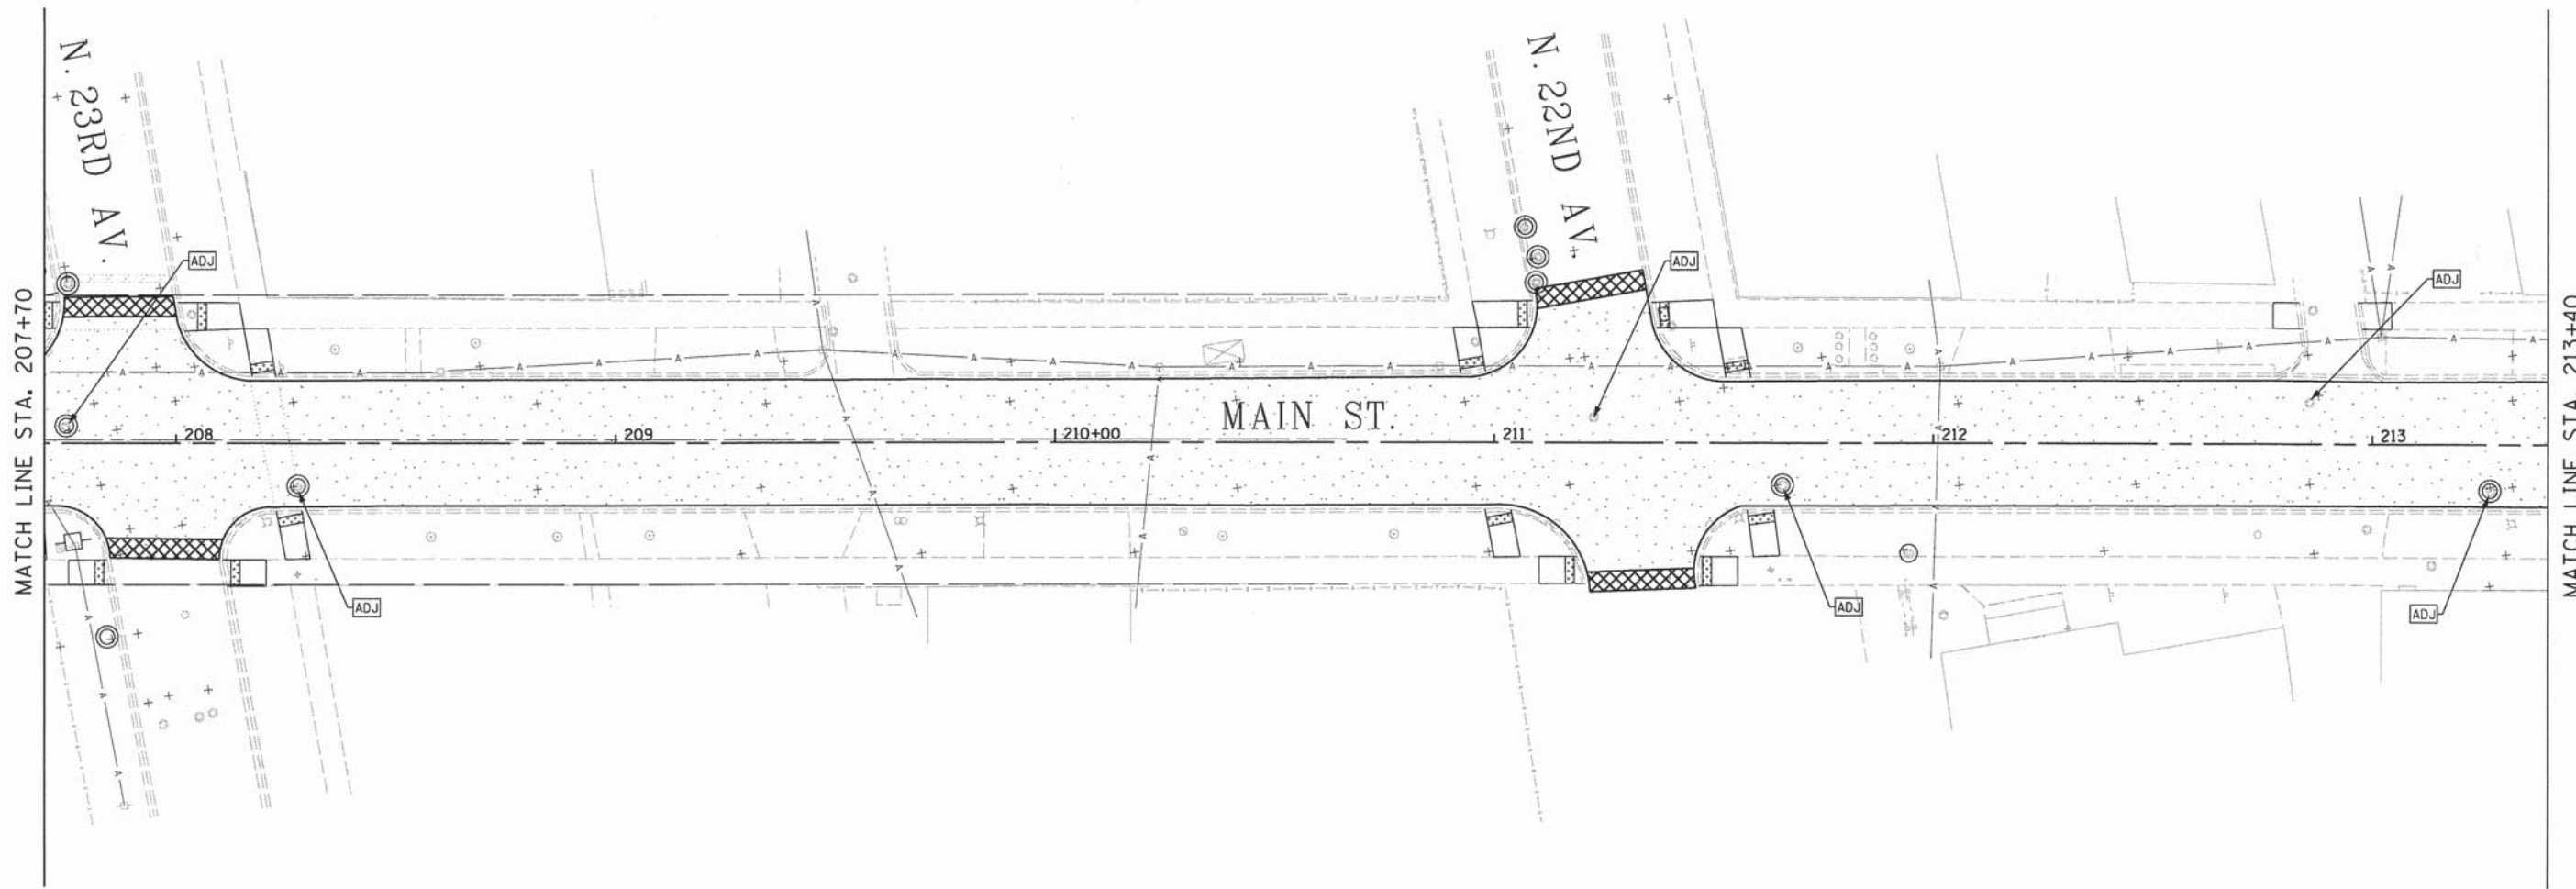 MATCH LINE STA. 207+70
N. 23RD AV.
ADJ
N. 22ND AV.
ADJ
ADJ
A A A A A A A A A A A A A A A A A A A A A A A A A
MAIN ST.
208
209
210+00
211
212
213
ADJ
ADJ
ADJ
MATCH LINE STA. 213+40